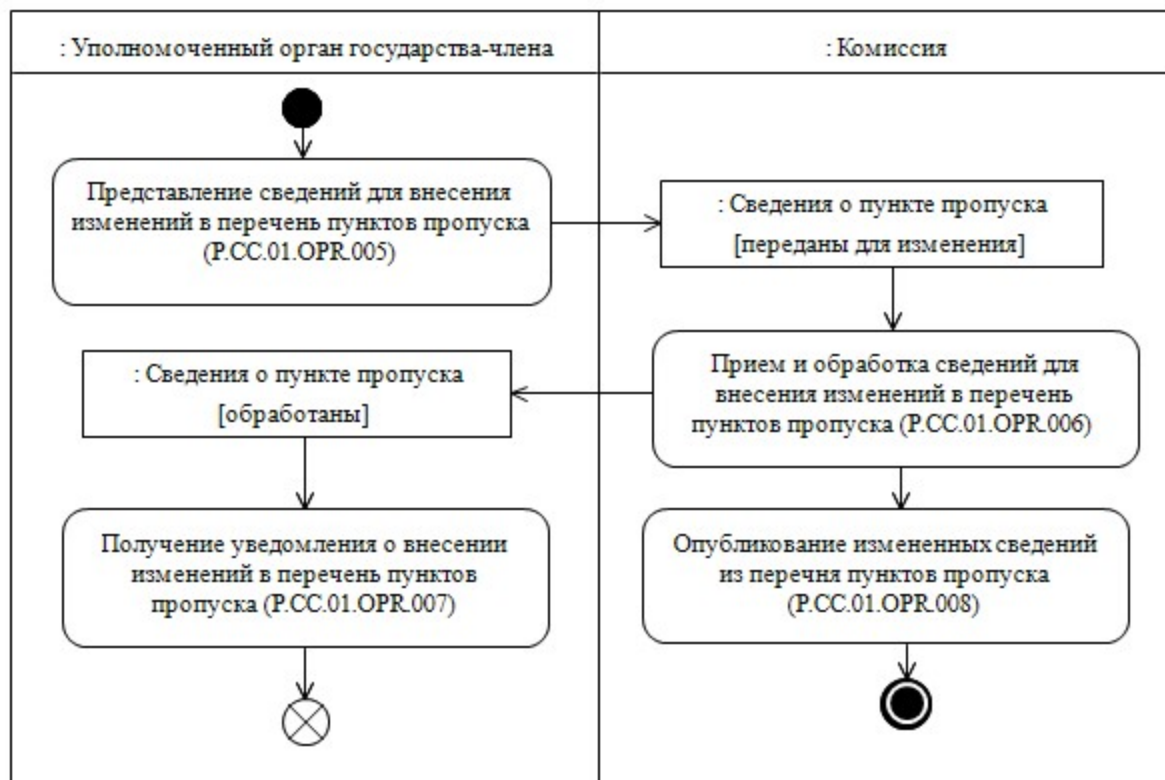 : Уполномоченный орган государства-члена
: Комиссия
Представление сведений для внесения
изменений в перечень пунктов пропуска
(P.CC.01.OPR.005)
: Сведения о пункте пропуска
[переданы для изменения]
Прием и обработка сведений для
внесения изменений в перечень
пунктов пропуска (P.CC.01.OPR.006)
: Сведения о пункте пропуска
[обработаны]
Получение уведомления о внесении
изменений в перечень пунктов
пропуска (P.CC.01.OPR.007)
Опубликование измененных сведений
из перечня пунктов пропуска
(P.CC.01.OPR.008)